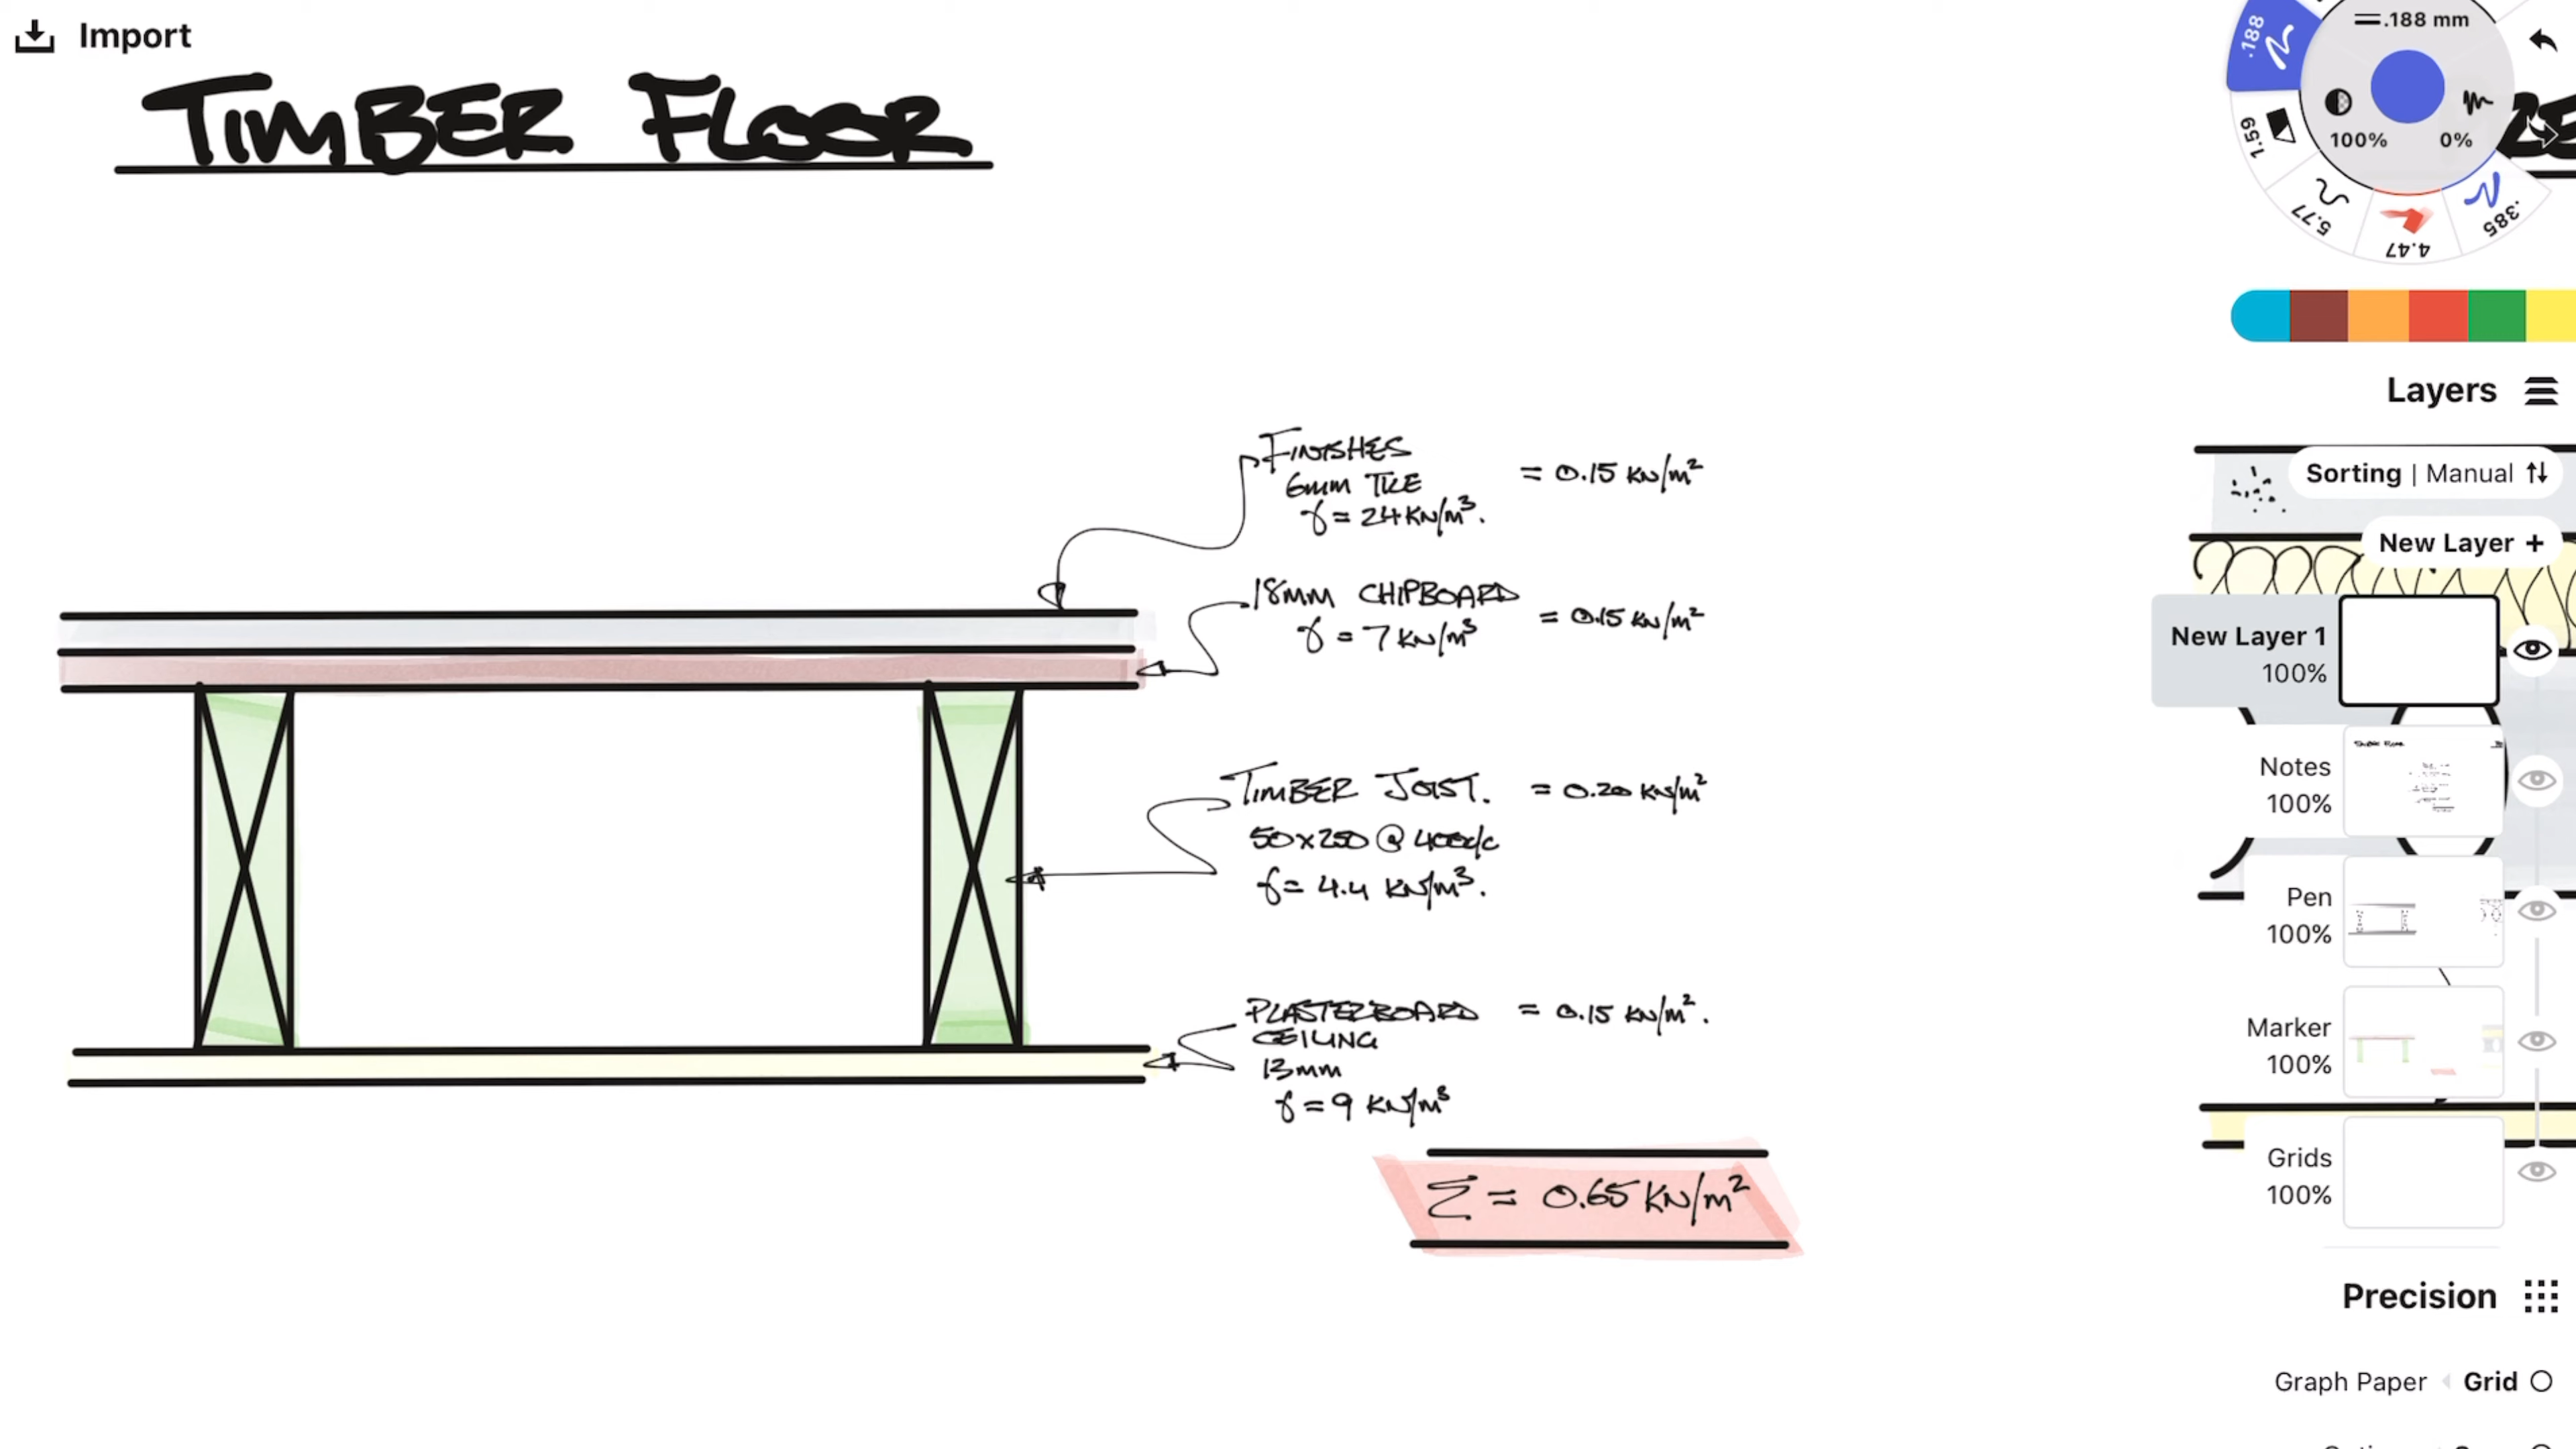 Import
TIMBER FLOOR
FINISHES
6mm TILE = 0.15 KN/m²
γ = 24 KN/m³.
18mm CHIPBOARD = 0.15 KN/m²
γ = 7 KN/m³
TIMBER JOIST. = 0.20 KN/m²
50x250 @ 400c/c
γ = 4.4 KN/m³.
PLASTERBOARD = 0.15 KN/m².
CEILING
13mm
γ = 9 KN/m³
Σ = 0.65 KN/m²
.188 mm
.188
100% 0%
1.59
5.77
4.47
.385
Layers
Sorting | Manual
New Layer +
New Layer 1
100%
Notes
100%
Pen
100%
Marker
100%
Grids
100%
Precision
Graph Paper Grid